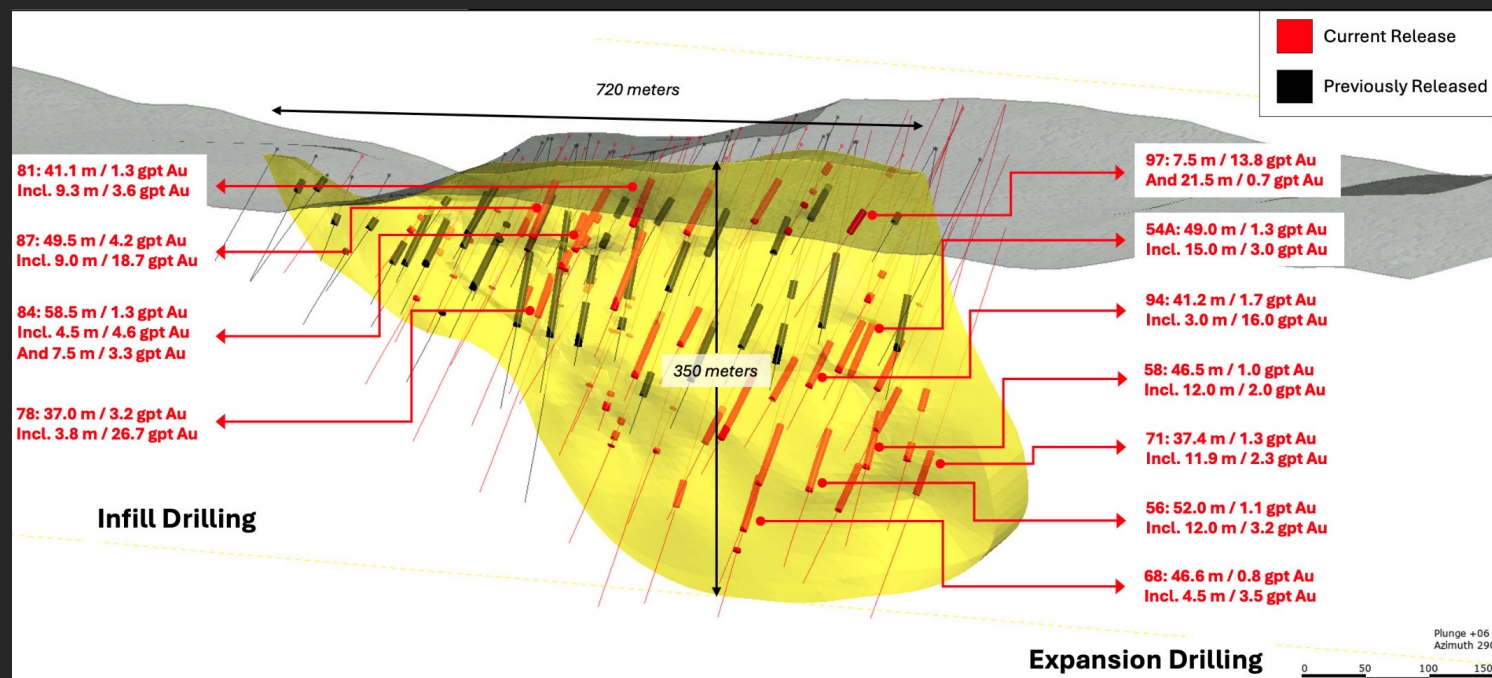 Current Release
Previously Released
720 meters
350 meters
81: 41.1 m / 1.3 gpt Au
Incl. 9.3 m / 3.6 gpt Au
87: 49.5 m / 4.2 gpt Au
Incl. 9.0 m / 18.7 gpt Au
84: 58.5 m / 1.3 gpt Au
Incl. 4.5 m / 4.6 gpt Au
And 7.5 m / 3.3 gpt Au
78: 37.0 m / 3.2 gpt Au
Incl. 3.8 m / 26.7 gpt Au
Infill Drilling
97: 7.5 m / 13.8 gpt Au
And 21.5 m / 0.7 gpt Au
54A: 49.0 m / 1.3 gpt Au
Incl. 15.0 m / 3.0 gpt Au
94: 41.2 m / 1.7 gpt Au
Incl. 3.0 m / 16.0 gpt Au
58: 46.5 m / 1.0 gpt Au
Incl. 12.0 m / 2.0 gpt Au
71: 37.4 m / 1.3 gpt Au
Incl. 11.9 m / 2.3 gpt Au
56: 52.0 m / 1.1 gpt Au
Incl. 12.0 m / 3.2 gpt Au
68: 46.6 m / 0.8 gpt Au
Incl. 4.5 m / 3.5 gpt Au
Expansion Drilling
Plunge +06
Azimuth 290
0 50 100 150